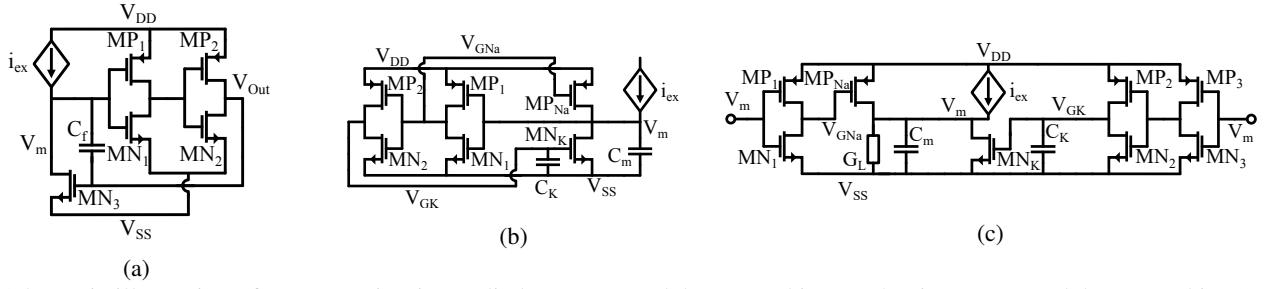 V_DD
MP_1 MP_2
i_ex
V_Out
C_f
V_m
MN_1 MN_2
MN_3
V_SS
(a)
V_GNa
V_DD
MP_2 MP_1
MP_Na
i_ex
V_m
MN_K
MN_2 MN_1
C_m
C_K
V_SS
V_GK
(b)
V_DD
MP_1 MP_Na
i_ex
MP_2 MP_3
V_m
V_m
V_GK
C_K
V_GNa
C_m
V_m
MN_1
G_L
MN_K
MN_2 MN_3
V_SS
(c)